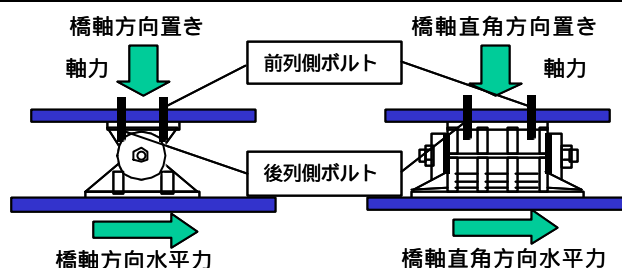 橋軸方向置き
橋軸直角方向置き
軸力
前列側ボルト
軸力
後列側ボルト
橋軸方向水平力
橋軸直角方向水平力